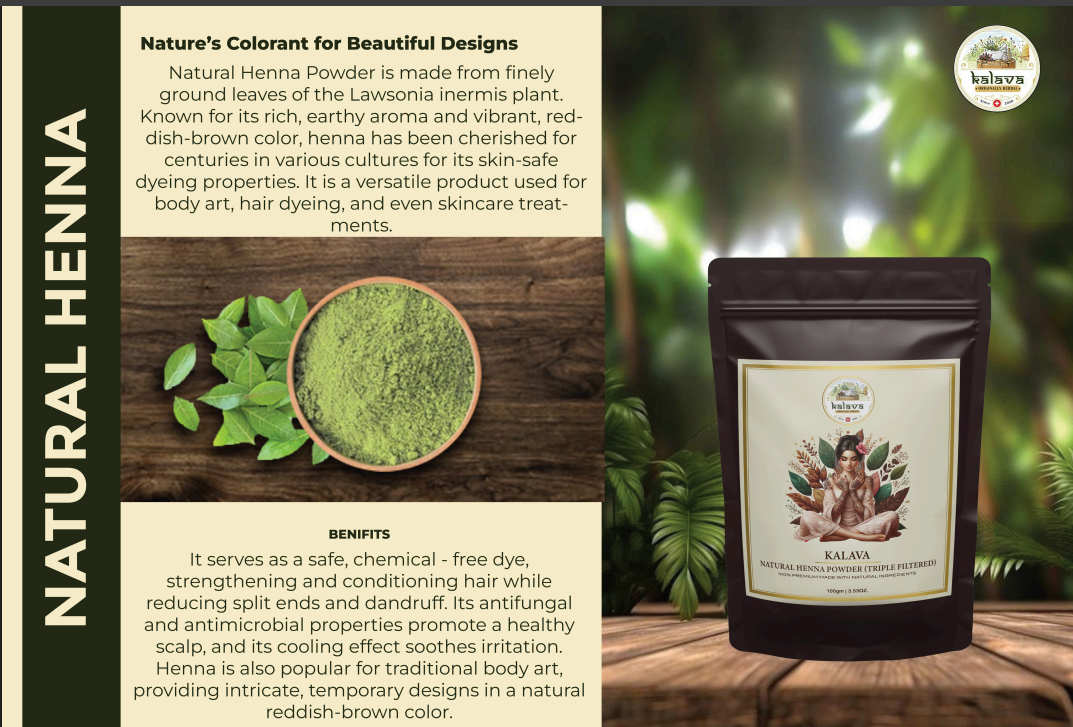 NATURAL HENNA
Nature's Colorant for Beautiful Designs
Natural Henna Powder is made from finely
ground leaves of the Lawsonia inermis plant.
Known for its rich, earthy aroma and vibrant, red-
dish-brown color, henna has been cherished for
centuries in various cultures for its skin-safe
dyeing properties. It is a versatile product used for
body art, hair dyeing, and even skincare treat-
ments.
BENIFITS
It serves as a safe, chemical - free dye,
strengthening and conditioning hair while
reducing split ends and dandruff. Its antifungal
and antimicrobial properties promote a healthy
scalp, and its cooling effect soothes irritation.
Henna is also popular for traditional body art,
providing intricate, temporary designs in a natural
reddish-brown color.
kalava
ORIGINALLY HERBAL
Since
kalava
KALAVA
NATURAL HENNA POWDER (TRIPLE FILTERED)
100% PREMIUM MADE WITH NATURAL INGREDIENTS
100gm | 3.53OZ.